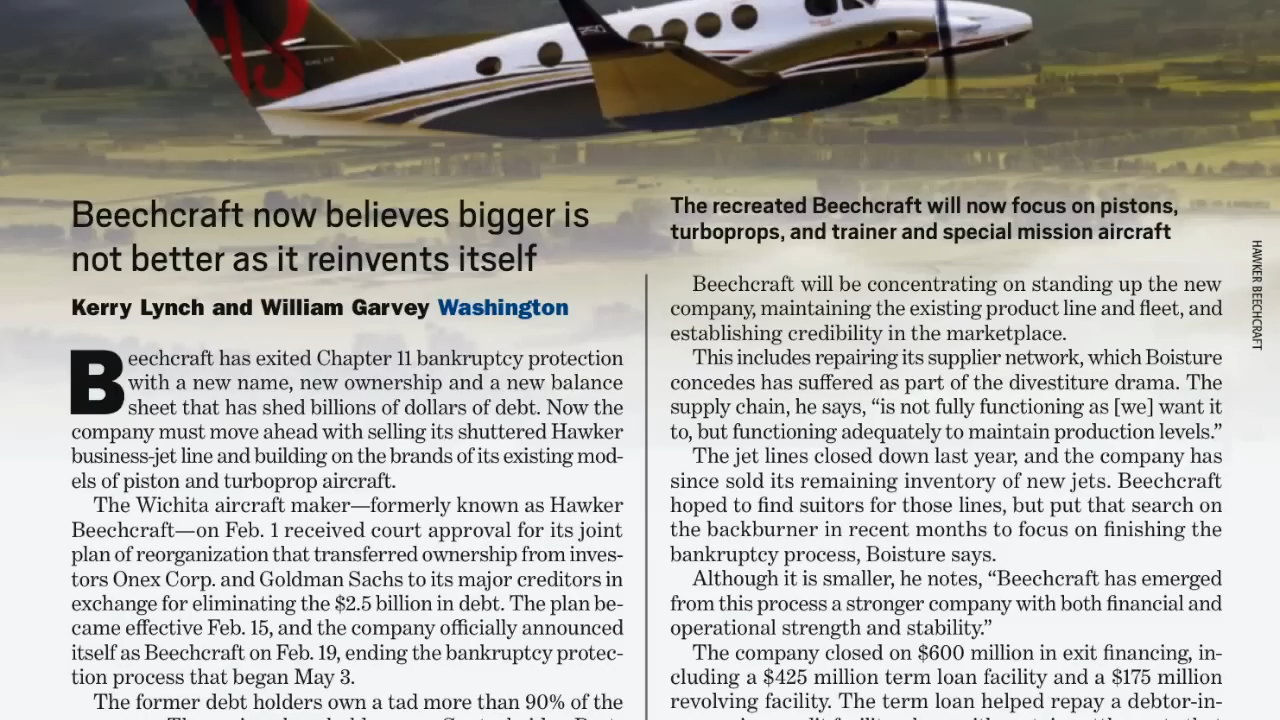 250
Beechcraft now believes bigger is
not better as it reinvents itself
Kerry Lynch and William Garvey Washington
Beechcraft has exited Chapter 11 bankruptcy protection
with a new name, new ownership and a new balance
sheet that has shed billions of dollars of debt. Now the
company must move ahead with selling its shuttered Hawker
business-jet line and building on the brands of its existing mod-
els of piston and turboprop aircraft.
The Wichita aircraft maker—formerly known as Hawker
Beechcraft—on Feb. 1 received court approval for its joint
plan of reorganization that transferred ownership from inves-
tors Onex Corp. and Goldman Sachs to its major creditors in
exchange for eliminating the $2.5 billion in debt. The plan be-
came effective Feb. 15, and the company officially announced
itself as Beechcraft on Feb. 19, ending the bankruptcy protec-
tion process that began May 3.
The former debt holders own a tad more than 90% of the
The recreated Beechcraft will now focus on pistons,
turboprops, and trainer and special mission aircraft
Beechcraft will be concentrating on standing up the new
company, maintaining the existing product line and fleet, and
establishing credibility in the marketplace.
This includes repairing its supplier network, which Boisture
concedes has suffered as part of the divestiture drama. The
supply chain, he says, “is not fully functioning as [we] want it
to, but functioning adequately to maintain production levels.”
The jet lines closed down last year, and the company has
since sold its remaining inventory of new jets. Beechcraft
hoped to find suitors for those lines, but put that search on
the backburner in recent months to focus on finishing the
bankruptcy process, Boisture says.
Although it is smaller, he notes, “Beechcraft has emerged
from this process a stronger company with both financial and
operational strength and stability.”
The company closed on $600 million in exit financing, in-
cluding a $425 million term loan facility and a $175 million
revolving facility. The term loan helped repay a debtor-in-
HAWKER BEECHCRAFT